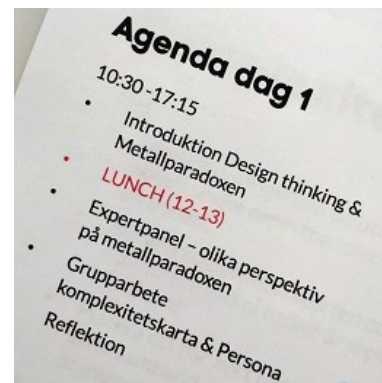 Agenda dag 1
10:30 -17:15
• Introduktion Design thinking &
Metallparadoxen
• LUNCH (12-13)
• Expertpanel – olika perspektiv
på metallparadoxen
• Grupparbete
komplexitetskarta & Persona
Reflektion